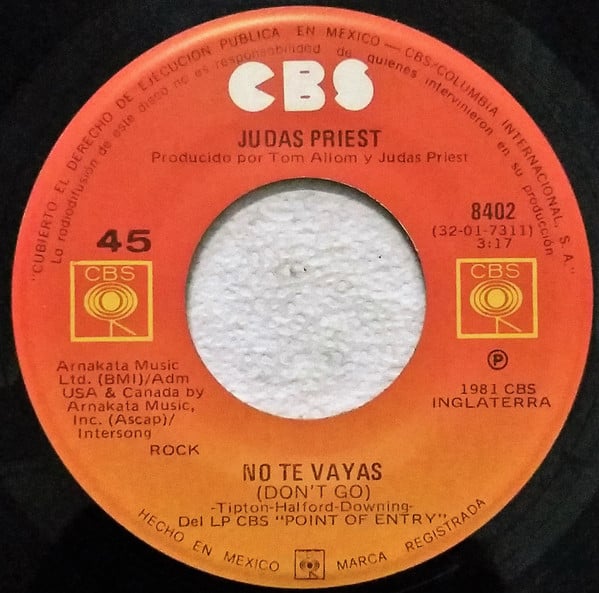 "CUBIERTO EL DERECHO DE EJECUCION PUBLICA EN MEXICO — CBS/COLUMBIA INTERNACIONAL, S. A."
La radiodifusión de este disco no es responsabilidad de quienes intervinieron en su producción
CBS
JUDAS PRIEST
Producido por Tom Allom y Judas Priest
45
8402
(32-01-7311)
3:17
CBS
CBS
Arnakata Music
Ltd. (BMI)/Adm
USA & Canada by
Arnakata Music,
Inc. (Ascap)/
Intersong
ROCK
℗
1981 CBS
INGLATERRA
NO TE VAYAS
(DON'T GO)
-Tipton-Halford-Downing-
Del LP CBS "POINT OF ENTRY"
HECHO EN MEXICO MARCA REGISTRADA